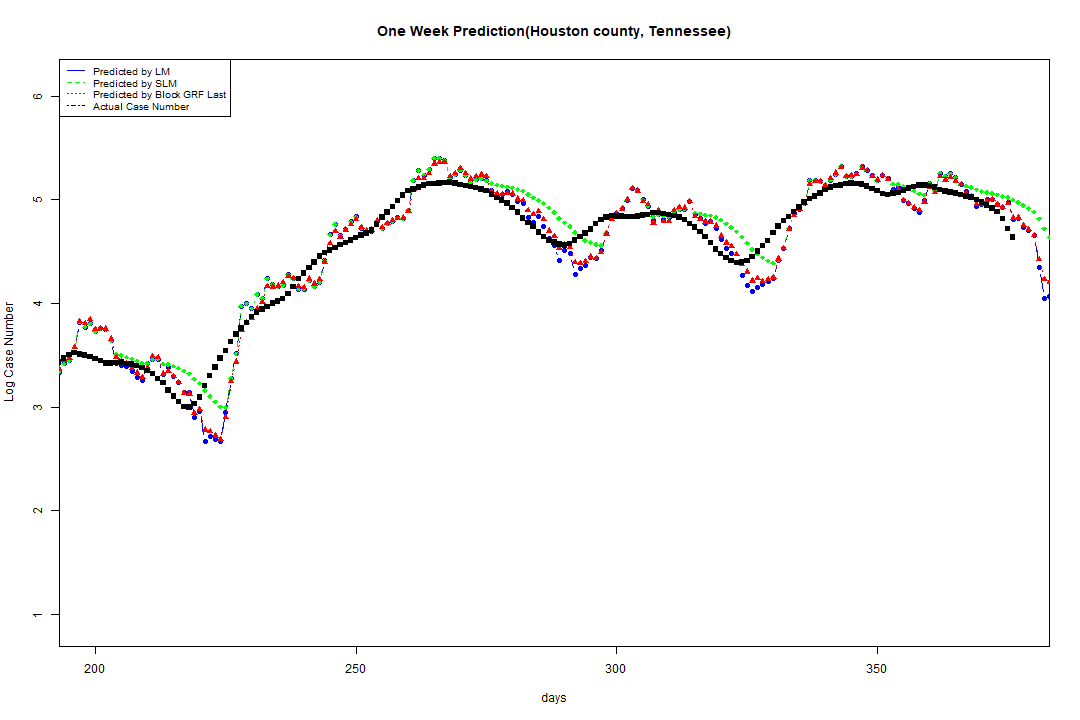 One Week Prediction(Houston county, Tennessee)
Predicted by LM
Predicted by SLM
Predicted by Block GRF Last
Actual Case Number
6
5
4
3
2
1
Log Case Number
200 250 300 350
days